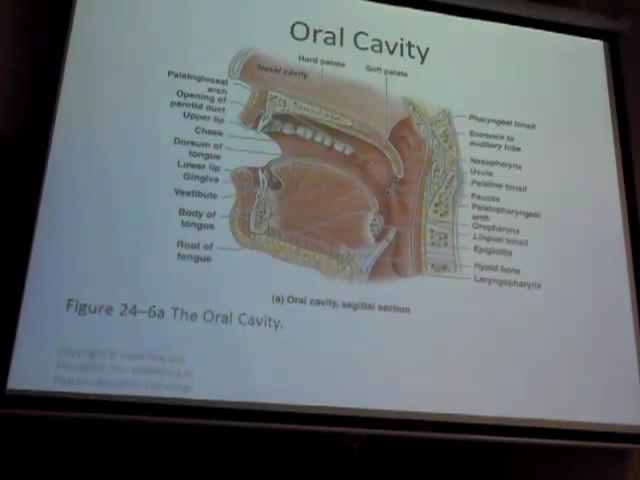 Oral Cavity
Hard palate
Soft palate
Nasal cavity
Palatoglossal
arch
Opening of
parotid duct
Upper lip
Cheek
Dorsum of
tongue
Lower lip
Gingiva
Vestibule
Body of
tongue
Root of
tongue
Pharyngeal tonsil
Entrance to
auditory tube
Nasopharynx
Uvula
Palatine tonsil
Fauces
Palatopharyngeal
arch
Oropharynx
Lingual tonsil
Epiglottis
Hyoid bone
Laryngopharynx
(a) Oral cavity, sagittal section
Figure 24–6a The Oral Cavity.